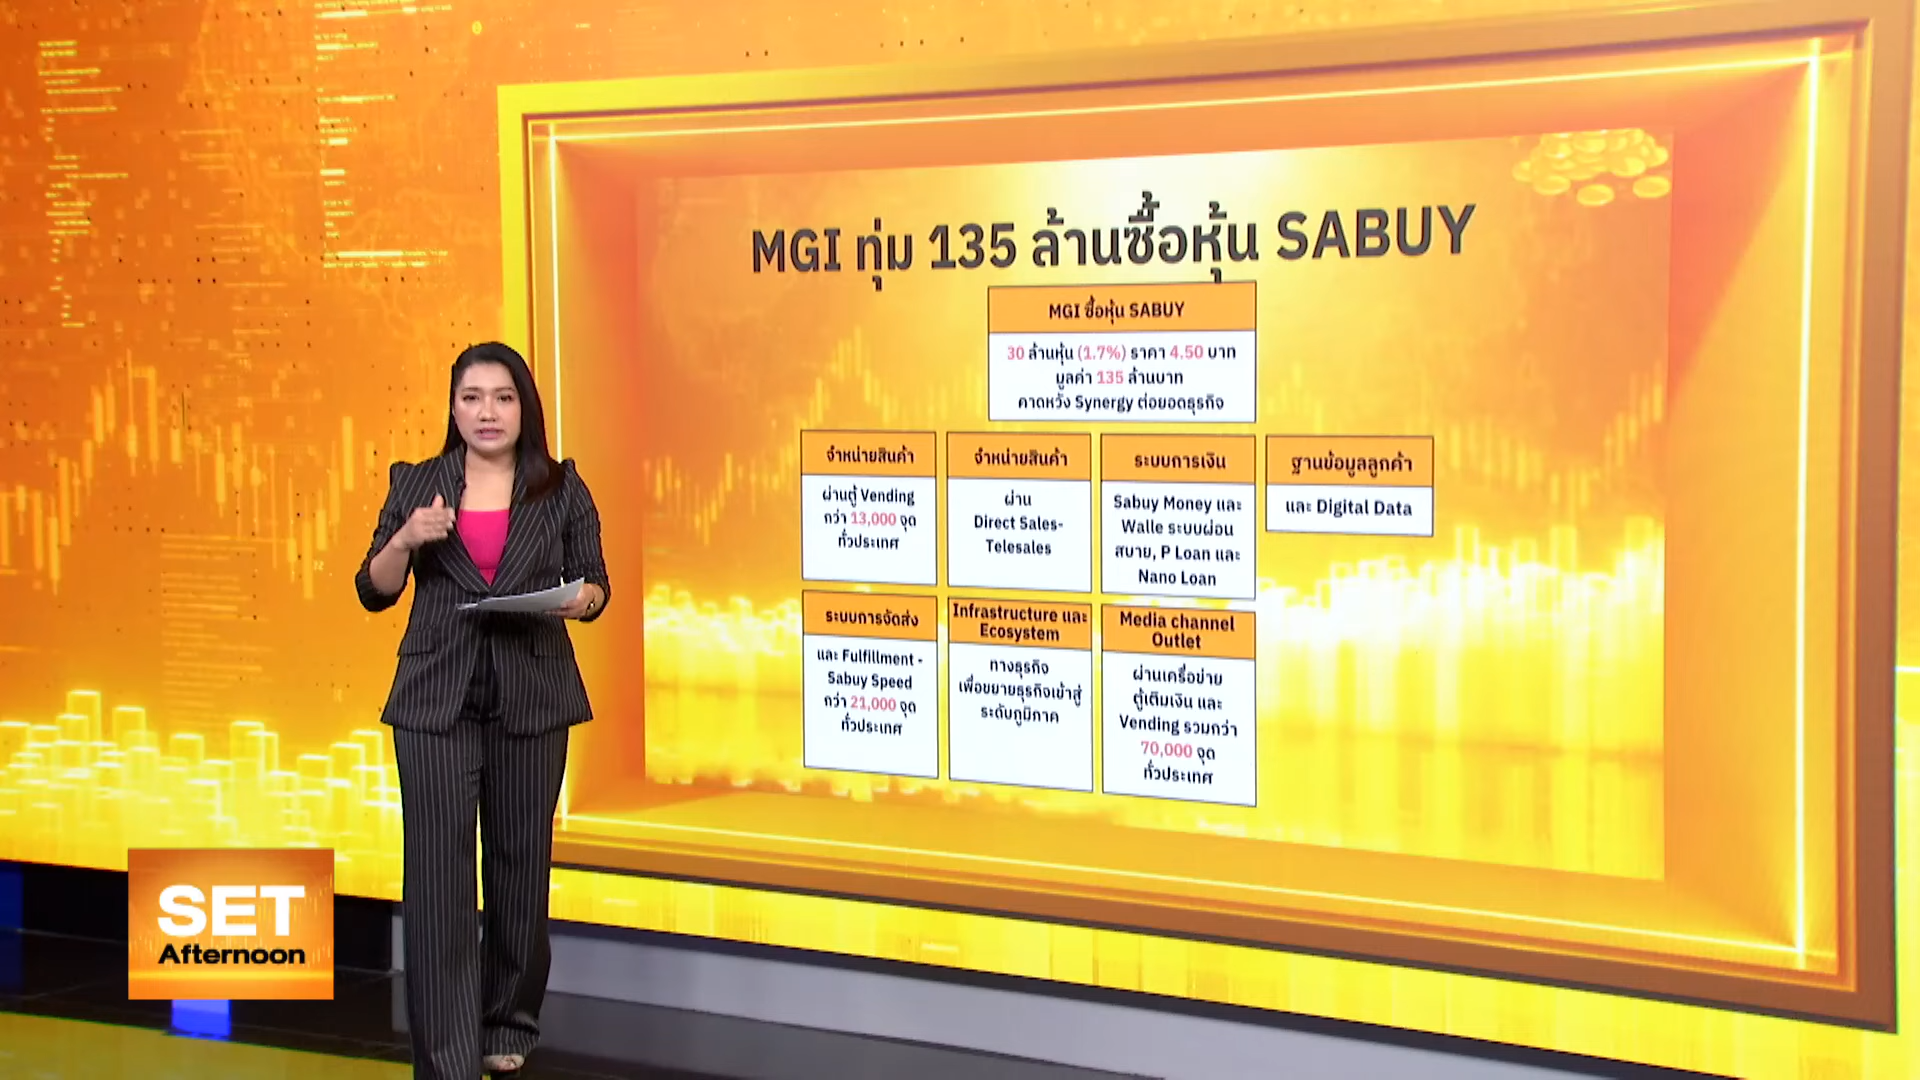 MGI ทุ่ม 135 ล้านซื้อหุ้น SABUY
MGI ซื้อหุ้น SABUY
30 ล้านหุ้น (1.7%) ราคา 4.50 บาท
มูลค่า 135 ล้านบาท
คาดหวัง Synergy ต่อยอดธุรกิจ
จำหน่ายสินค้า
ผ่านตู้ Vending
กว่า 13,000 จุด
ทั่วประเทศ
จำหน่ายสินค้า
ผ่าน
Direct Sales-
Telesales
ระบบการเงิน
Sabuy Money และ
Walle ระบบผ่อน
สบาย, P Loan และ
Nano Loan
ฐานข้อมูลลูกค้า
และ Digital Data
ระบบการจัดส่ง
และ Fulfillment -
Sabuy Speed
กว่า 21,000 จุด
ทั่วประเทศ
Infrastructure และ
Ecosystem
ทางธุรกิจ
เพื่อขยายธุรกิจเข้าสู่
ระดับภูมิภาค
Media channel
Outlet
ผ่านเครือข่าย
ตู้เติมเงิน และ
Vending รวมกว่า
70,000 จุด
ทั่วประเทศ
SET
Afternoon